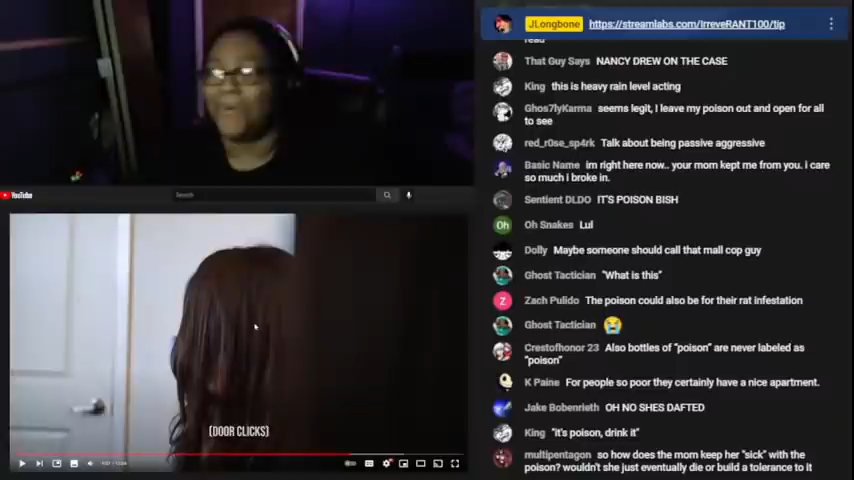 JLongbone https://streamlabs.com/IrreveRANT100/tip
read
That Guy Says NANCY DREW ON THE CASE
King this is heavy rain level acting
Ghos7lyKarma seems legit, I leave my poison out and open for all
to see
red_r0se_sp4rk Talk about being passive aggressive
Basic Name im right here now.. your mom kept me from you. i care
so much i broke in.
Sentient DLDO IT'S POISON BISH
Oh Oh Snakes Lul
Dolly Maybe someone should call that mall cop guy
Ghost Tactician "What is this"
Z Zach Pulido The poison could also be for their rat infestation
Ghost Tactician 😭
Crestofhonor 23 Also bottles of "poison" are never labeled as
"poison"
K Paine For people so poor they certainly have a nice apartment.
Jake Bobenrieth OH NO SHES DAFTED
King "it's poison, drink it"
multipentagon so how does the mom keep her "sick" with the
poison? wouldn't she just eventually die or build a tolerance to it
YouTube
Search
(DOOR CLICKS)